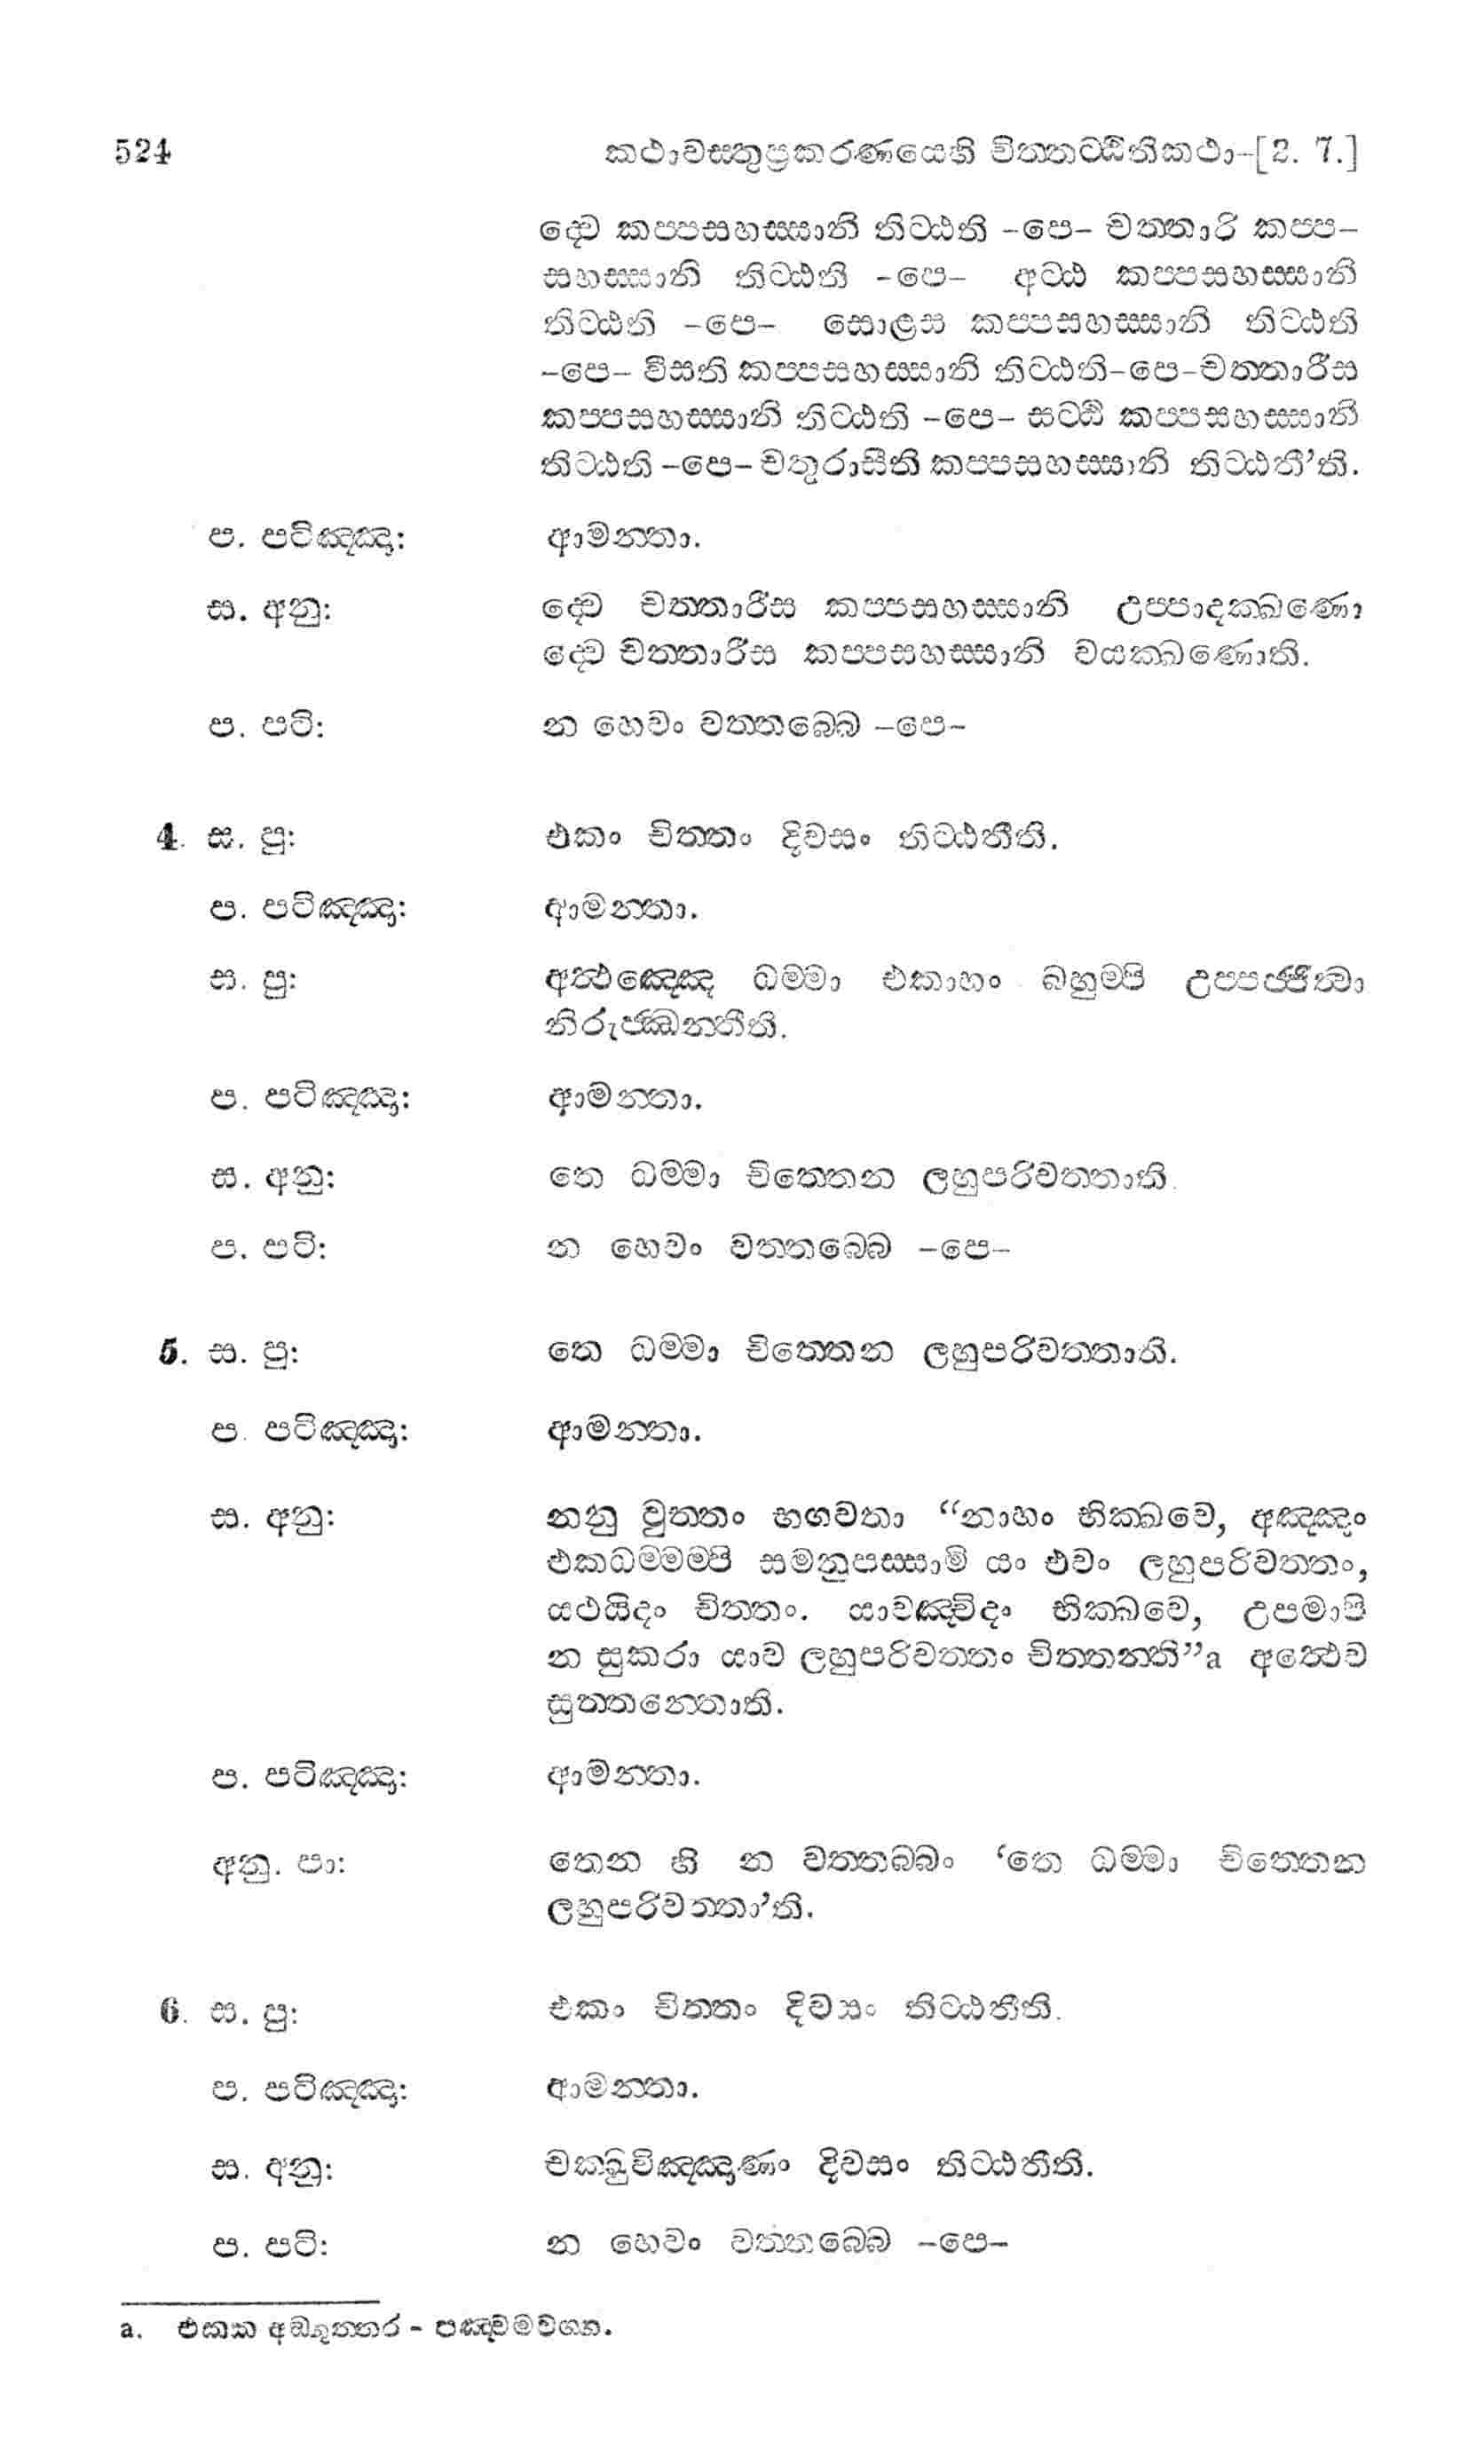 524 කථාවත්‍ථුප්‍රකරණයෙහි චිත්තට්ඨිතිකථා-[2. 7.]
ද්වෙ කප්පසහස්සානි තිට්ඨති -පෙ- චත්තාරි කප්ප-
සහස්සානි තිට්ඨති -පෙ- අට්ඨ කප්පසහස්සානි
තිට්ඨති -පෙ- සොළස කප්පසහස්සානි තිට්ඨති
-පෙ- වීසති කප්පසහස්සානි තිට්ඨති-පෙ-චත්තාරීස
කප්පසහස්සානි තිට්ඨති -පෙ- සට්ඨි කප්පසහස්සානි
තිට්ඨති -පෙ- චතුරාසීති කප්පසහස්සානි තිට්ඨතී’ති.
ප. පටිඤ්ඤා: ආමන්තා.
ස. අනු: ද්වෙ චත්තාරීස කප්පසහස්සානි උප්පාදක්ඛණො
ද්වෙ චත්තාරීස කප්පසහස්සානි වයක්ඛණොති.
ප. පටි: න හෙවං වත්තබ්බෙ -පෙ-
4. ස. පු: එකං චිත්තං දිවසං තිට්ඨතීති.
ප. පටිඤ්ඤා: ආමන්තා.
ස. පු: අත්ථඤ්ඤෙ ධම්මා එකාහං බහුම්පි උප්පජ්ජිත්වා
නිරුජ්ඣන්තීති.
ප. පටිඤ්ඤා: ආමන්තා.
ස. අනු: තෙ ධම්මා චිත්තෙන ලහුපරිවත්තාති.
ප. පටි: න හෙවං වත්තබ්බෙ -පෙ-
5. ස. පු: තෙ ධම්මා චිත්තෙන ලහුපරිවත්තාති.
ප. පටිඤ්ඤා: ආමන්තා.
ස. අනු: නනු වුත්තං භගවතා “නාහං භික්ඛවෙ, අඤ්ඤං
එකධම්මම්පි සමනුපස්සාමි යං එවං ලහුපරිවත්තං,
යථයිදං චිත්තං. යාවඤ්චිදං භික්ඛවෙ, උපමාපි
න සුකරා යාව ලහුපරිවත්තං චිත්තන්ති”a අත්ථෙව
සුත්තන්තොති.
ප. පටිඤ්ඤා: ආමන්තා.
අනු. පා: තෙන හි න වත්තබ්බං ‘තෙ ධම්මා චිත්තෙන
ලහුපරිවත්තා’ති.
6. ස. පු: එකං චිත්තං දිවසං තිට්ඨතීති.
ප. පටිඤ්ඤා: ආමන්තා.
ස. අනු: චක්ඛුවිඤ්ඤාණං දිවසං තිට්ඨතීති.
ප. පටි: න හෙවං වත්තබ්බෙ -පෙ-
a. එකක අඞ්ගුත්තර - පඤ්චමවග්ග.